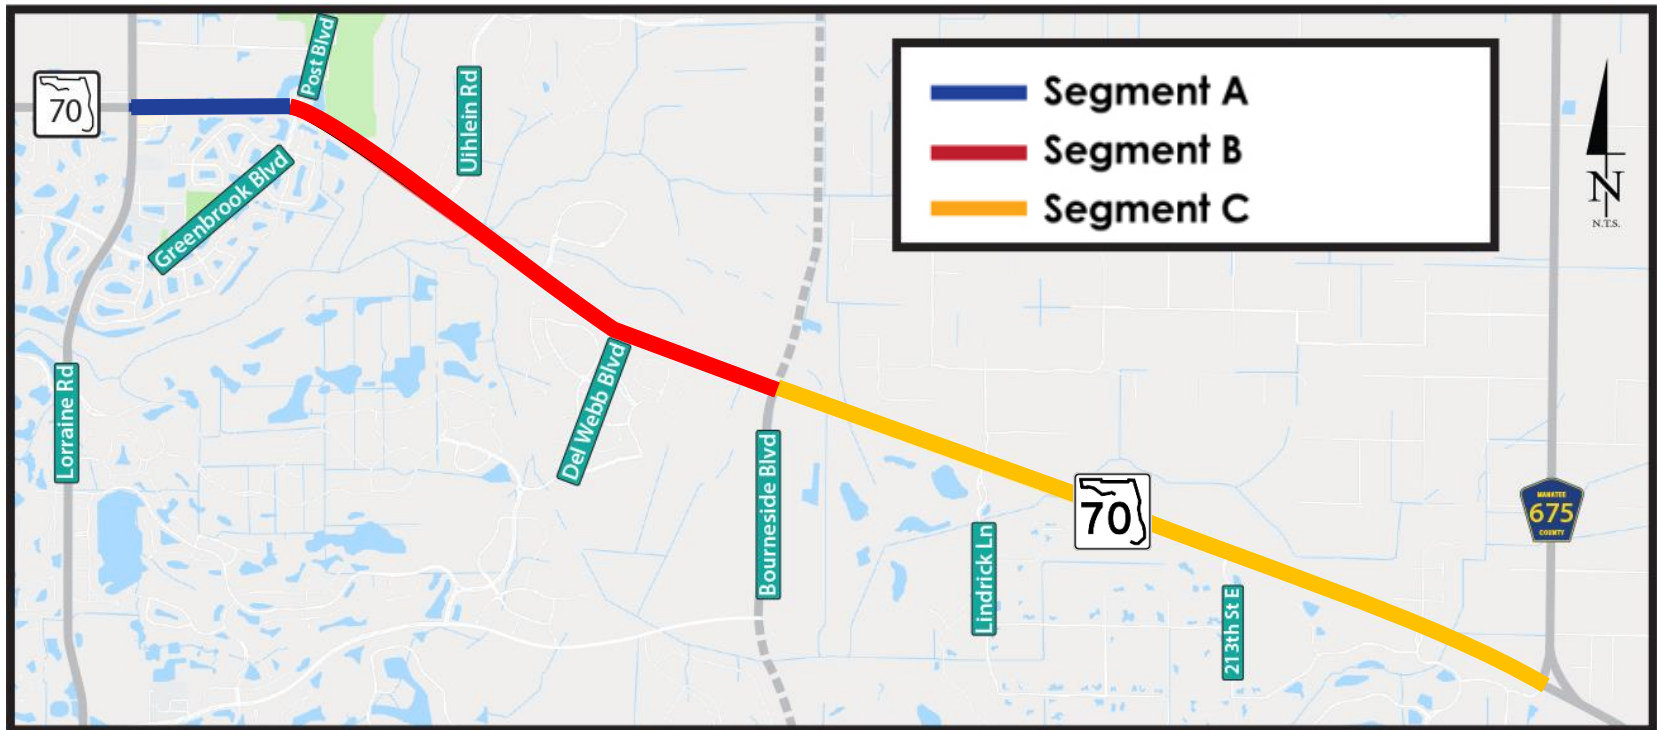 70
Post Blvd
Uihlein Rd
Greenbrook Blvd
Segment A
Segment B
Segment C
N
N.T.S.
Lorraine Rd
Del Webb Blvd
Bourneside Blvd
70
Lindrick Ln
213th St E
MANATEE
675
COUNTY